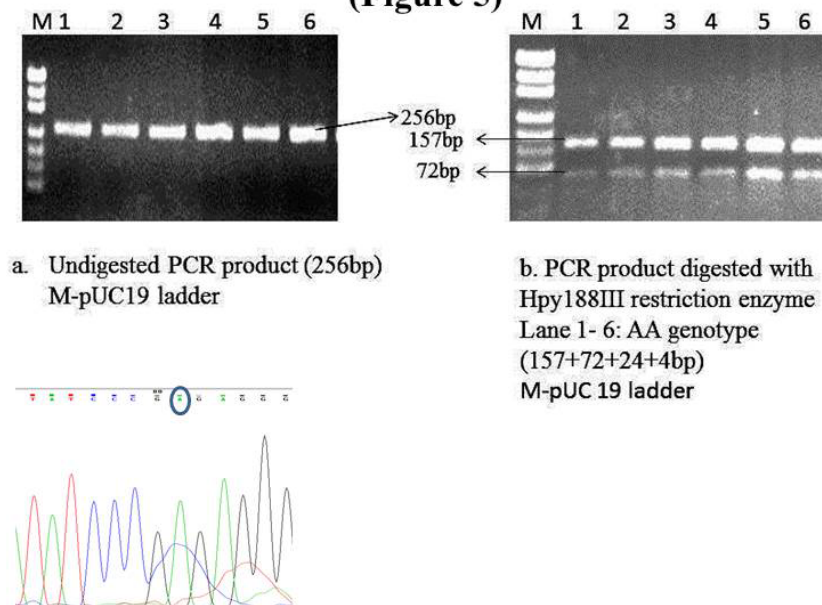 (Figure 5)
M 1 2 3 4 5 6
M 1 2 3 4 5 6
256bp
157bp
72bp
a. Undigested PCR product (256bp)
M-pUC19 ladder
b. PCR product digested with
Hpy188III restriction enzyme
Lane 1- 6: AA genotype
(157+72+24+4bp)
M-pUC 19 ladder